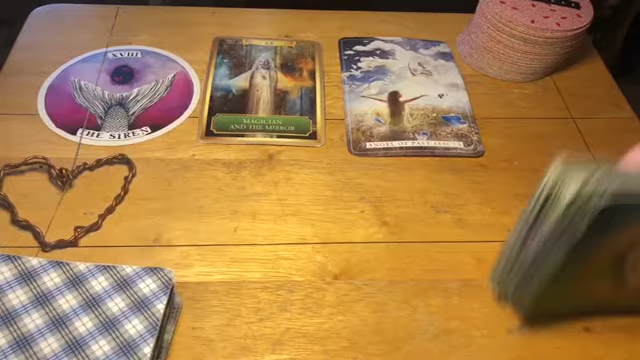 XVIII
THE SIREN
MAGICIAN
AND THE MIRROR
ANGEL OF PAST ISSUES